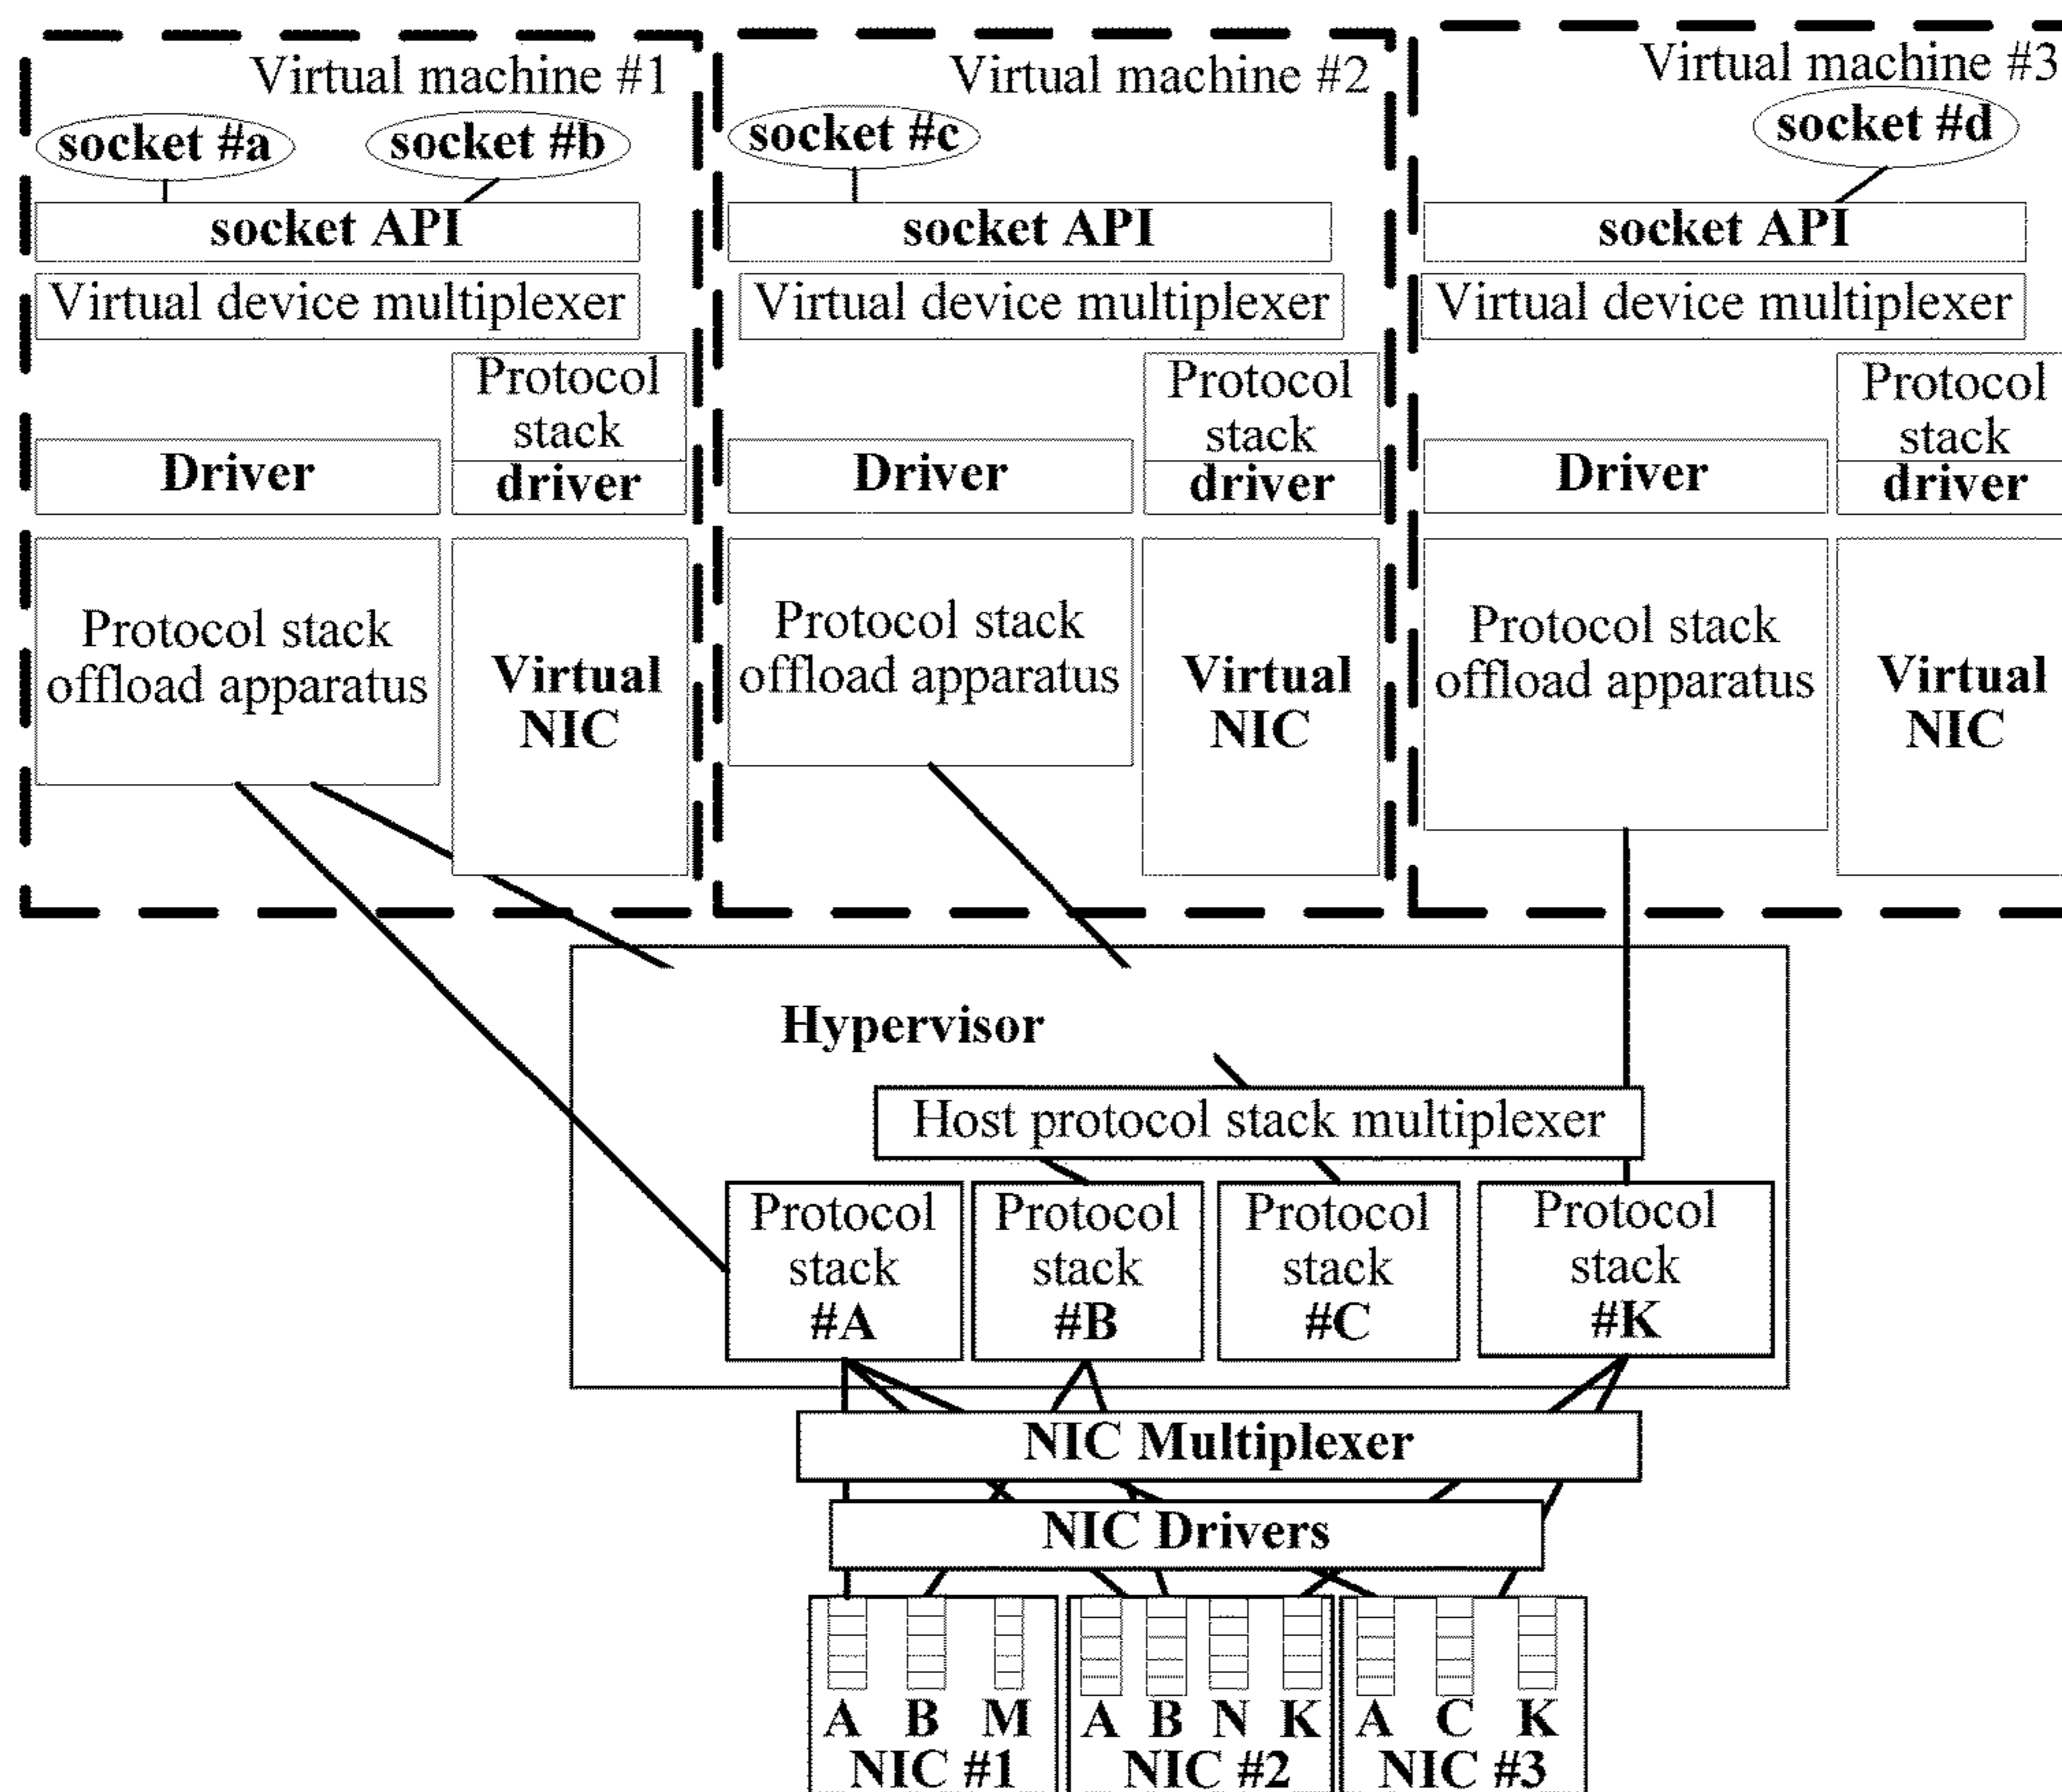 Virtual machine #1
socket #a
socket #b
socket API
Virtual device multiplexer
Protocol
stack
Driver
driver
Protocol stack
offload apparatus
Virtual
NIC
Virtual machine #2
socket #c
socket API
Virtual device multiplexer
Protocol
stack
Driver
driver
Protocol stack
offload apparatus
Virtual
NIC
Virtual machine #3
socket #d
socket API
Virtual device multiplexer
Protocol
stack
Driver
driver
Protocol stack
offload apparatus
Virtual
NIC
Hypervisor
Host protocol stack multiplexer
Protocol
stack
#A
Protocol
stack
#B
Protocol
stack
#C
Protocol
stack
#K
NIC Multiplexer
NIC Drivers
A B M
NIC #1
A B N K
NIC #2
A C K
NIC #3